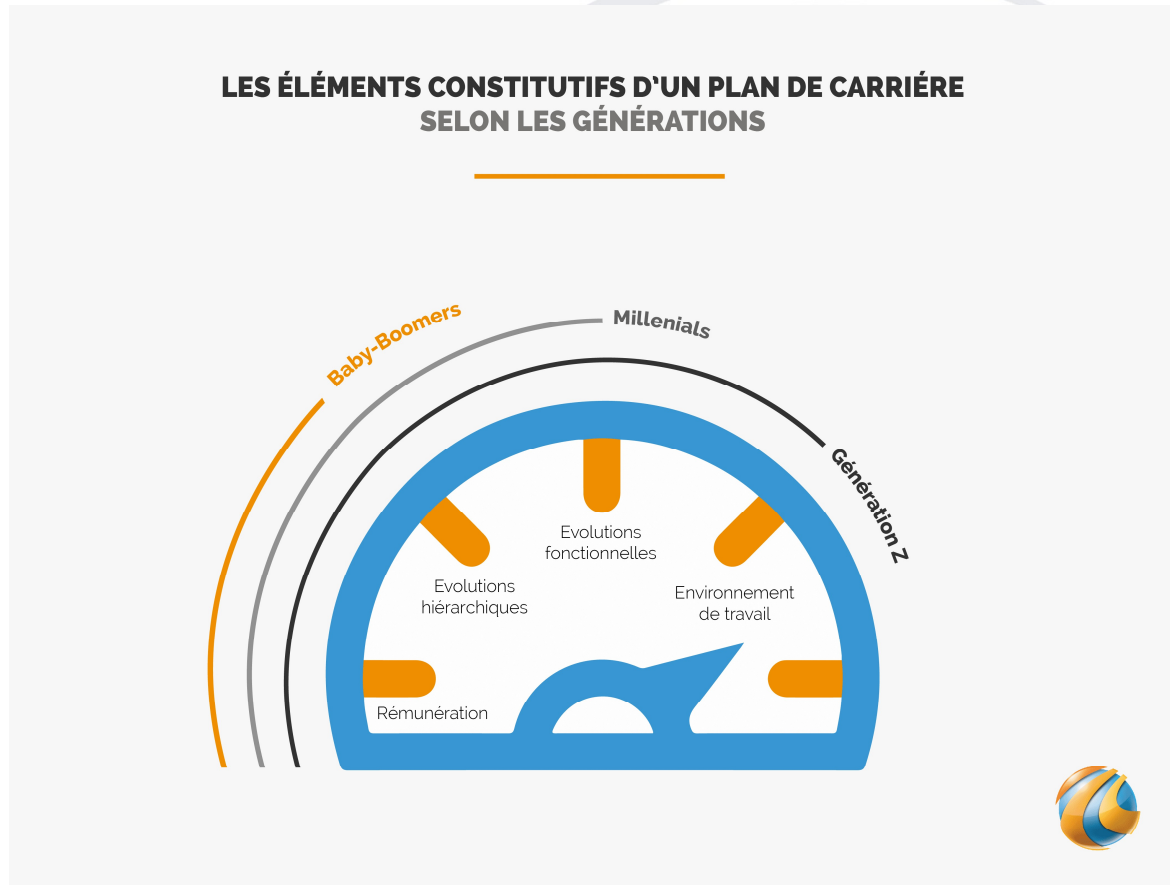 LES ÉLÉMENTS CONSTITUTIFS D'UN PLAN DE CARRIÉRE
SELON LES GÉNÉRATIONS
Baby-Boomers
Millenials
Génération Z
Evolutions
fonctionnelles
Evolutions
hiérarchiques
Environnement
de travail
Rémunération